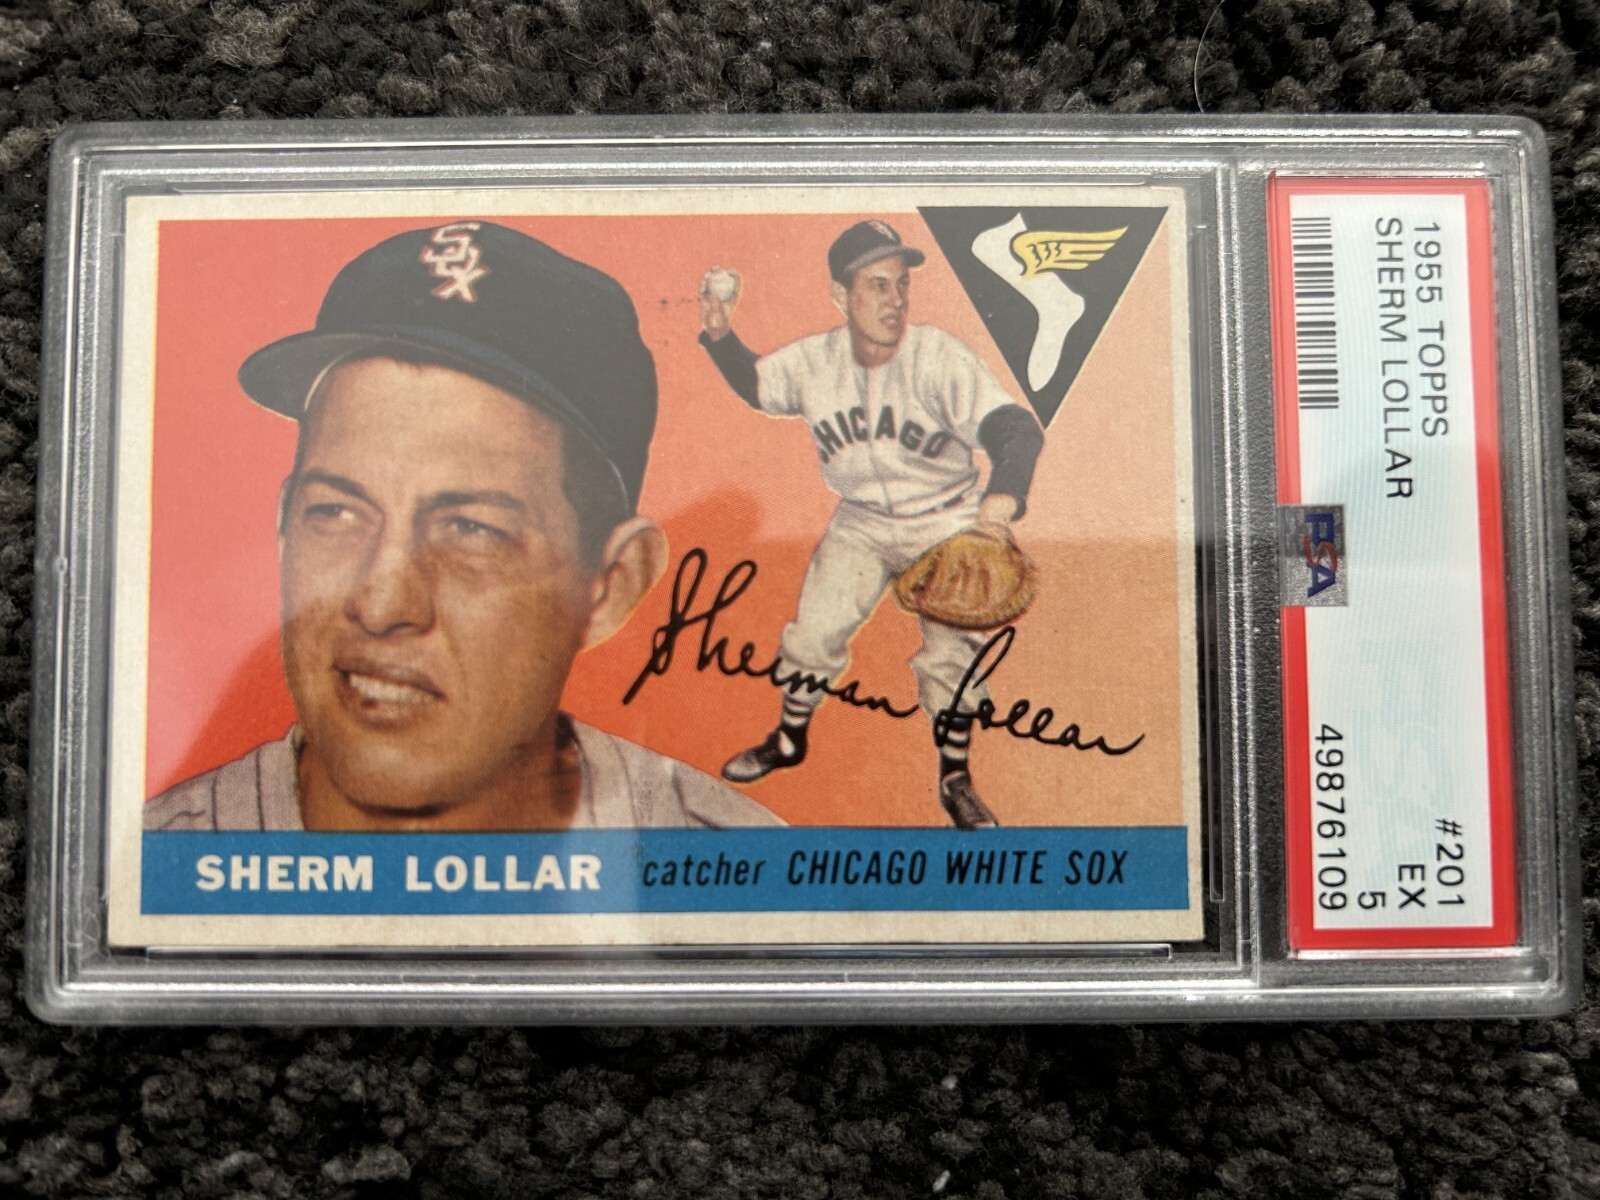 SOX
CHICAGO
Sherman Lollar
SHERM LOLLAR catcher CHICAGO WHITE SOX
1955 TOPPS #201
SHERM LOLLAR EX
5
PSA 49876109